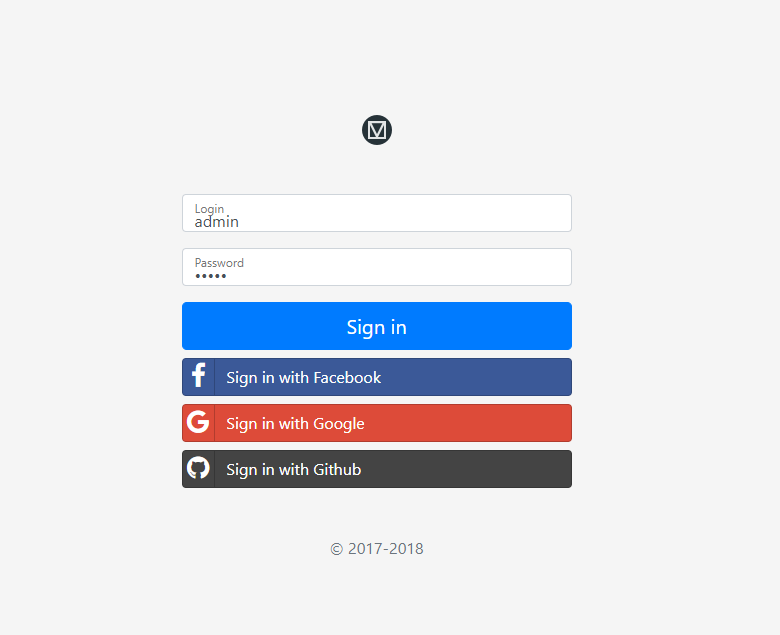 Login
admin
Password
•••••
Sign in
Sign in with Facebook
Sign in with Google
Sign in with Github
© 2017-2018